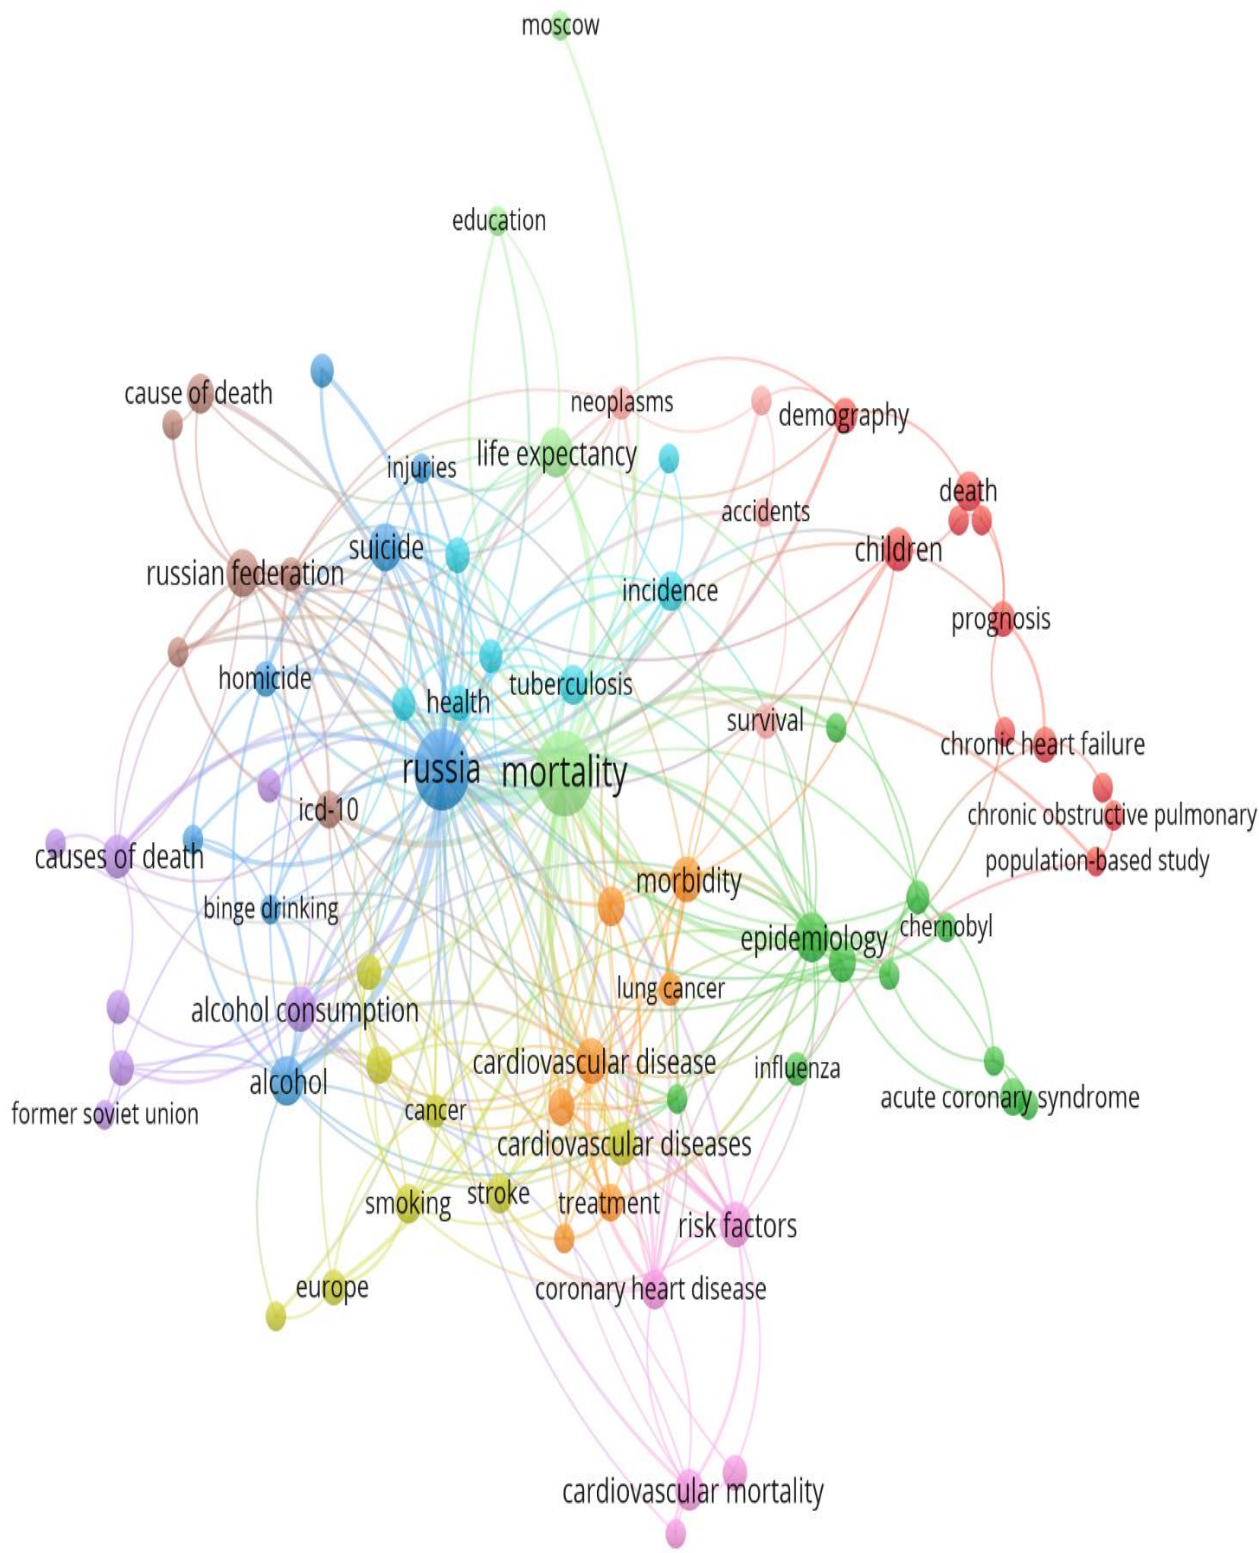 moscow
education
cause of death
neoplasms
demography
injuries
life expectancy
death
accidents
suicide
children
russian federation
incidence
prognosis
homicide
health
tuberculosis
survival
chronic heart failure
russia
mortality
icd-10
chronic obstructive pulmonary
causes of death
population-based study
morbidity
binge drinking
epidemiology
chernobyl
lung cancer
alcohol consumption
cardiovascular disease
influenza
alcohol
acute coronary syndrome
former soviet union
cancer
cardiovascular diseases
smoking
stroke
treatment
risk factors
europe
coronary heart disease
cardiovascular mortality